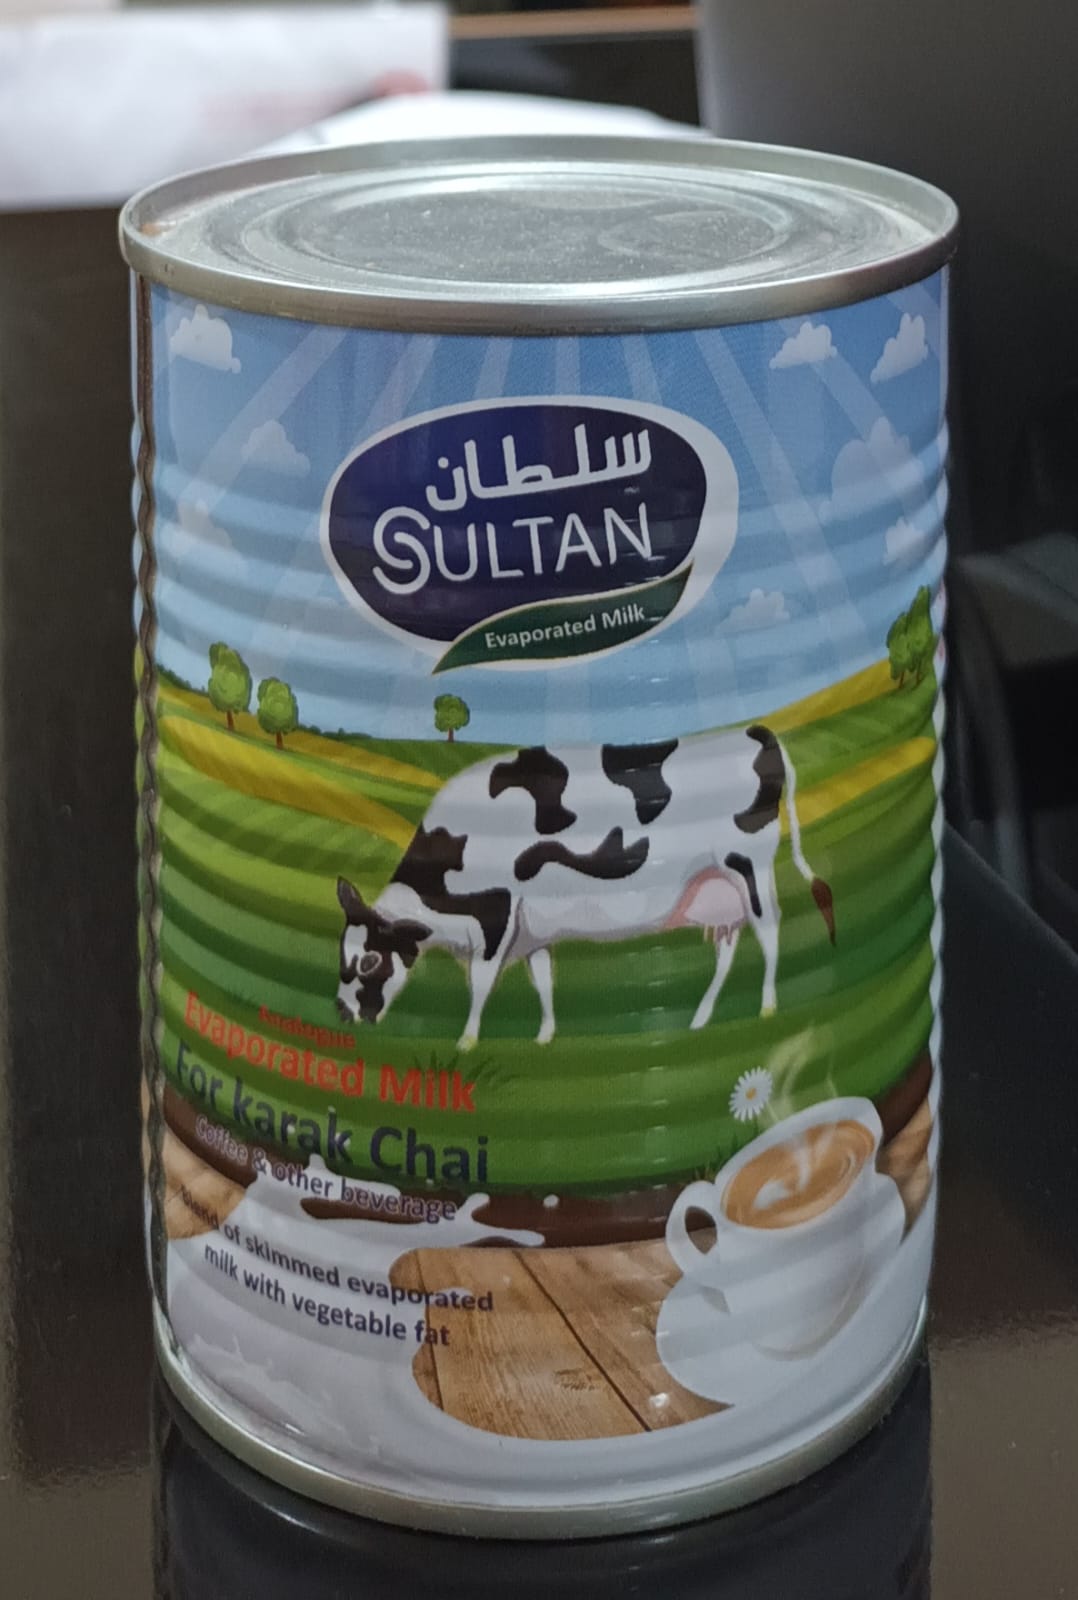 سلطان
SULTAN
Evaporated Milk
Analogue
Evaporated Milk
For karak Chai
Coffee & other beverage
Blend of skimmed evaporated
milk with vegetable fat